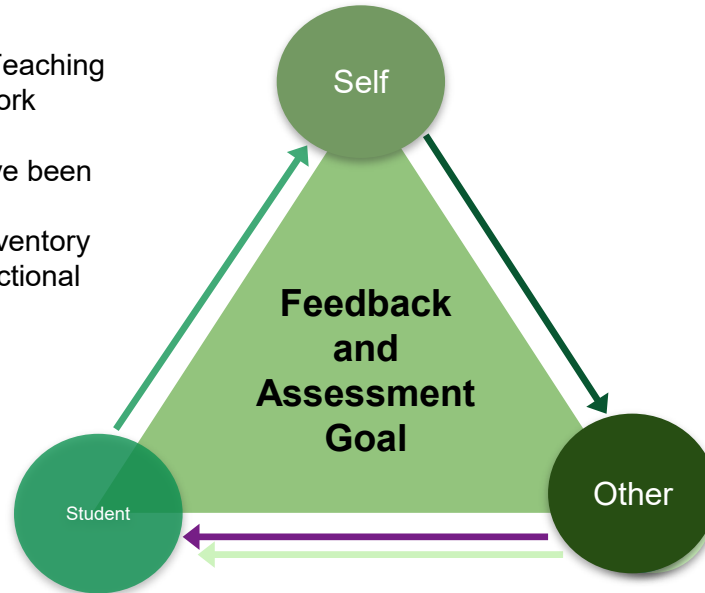 Teaching
ork
ve been
ventory
ctional
Self
Feedback
and
Assessment
Goal
Student
Other